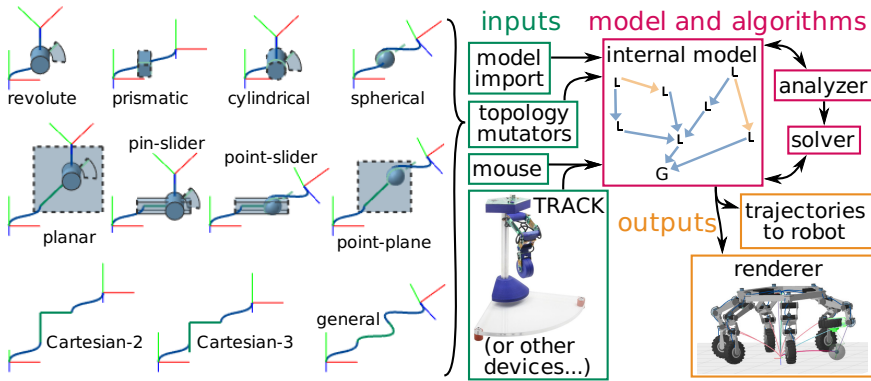 revolute
prismatic
cylindrical
spherical
pin-slider
point-slider
planar
point-plane
Cartesian-2
Cartesian-3
general
inputs
model
import
topology
mutators
mouse
TRACK
(or other
devices...)
model and algorithms
internal model
L
L
L
L
L
L
L
G
analyzer
solver
outputs
trajectories
to robot
renderer